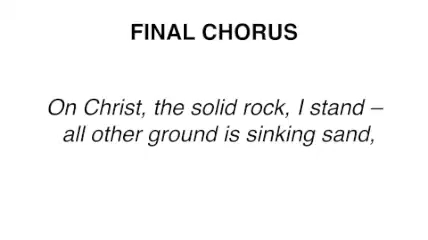 FINAL CHORUS
On Christ, the solid rock, I stand –
all other ground is sinking sand,